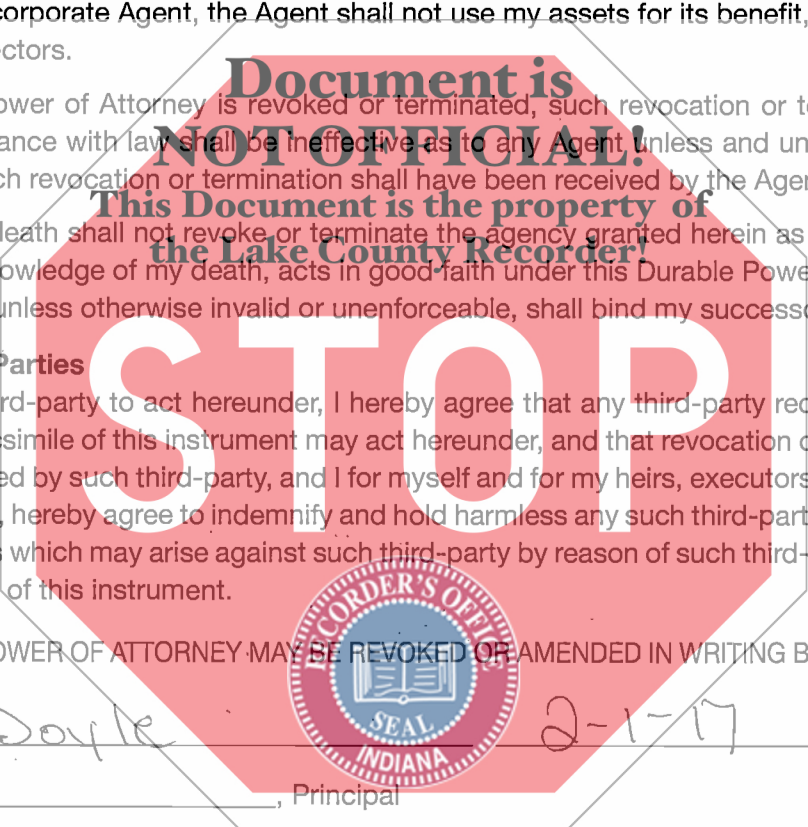 corporate Agent, the Agent shall not use my assets for its benefit,
ctors.
Document is
ower of Attorney is revoked or terminated, such revocation or t
NOT OFFICIAL!
ance with law shall be ineffective as to any Agent unless and un
ch revocation or termination shall have been received by the Agen
This Document is the property of
death shall not revoke or terminate the agency granted herein as
the Lake County Recorder!
owledge of my death, acts in good faith under this Durable Powe
unless otherwise invalid or unenforceable, shall bind my successo
Parties
rd-party to act hereunder, I hereby agree that any third-party rec
csimile of this instrument may act hereunder, and that revocation o
STOP
ed by such third-party, and I for myself and for my heirs, executors
, hereby agree to indemnify and hold harmless any such third-part
s which may arise against such third-party by reason of such third-
of this instrument.
RECORDER'S OFFICE
OWER OF ATTORNEY MAY BE REVOKED OR AMENDED IN WRITING B
SEAL
Doyle 2-1-17
INDIANA
, Principal